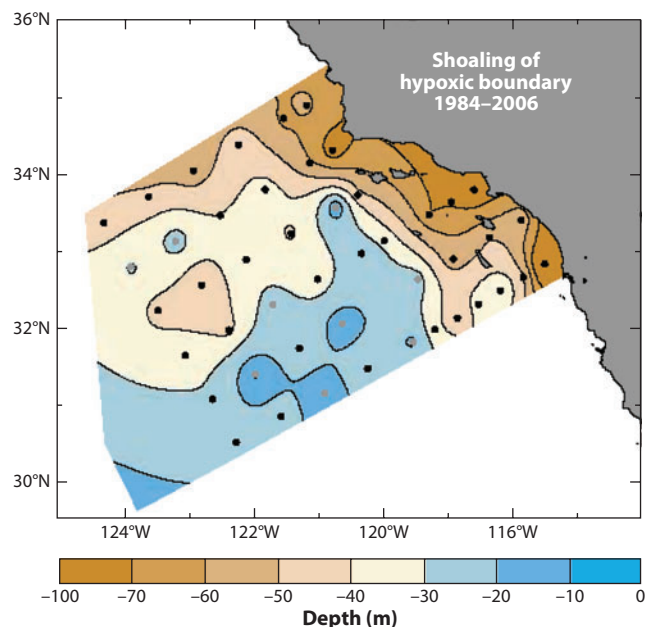 36°N
34°N
32°N
30°N
Shoaling of
hypoxic boundary
1984–2006
124°W 122°W 120°W 116°W
–100 –70 –60 –50 –40 –30 –20 –10 0
Depth (m)